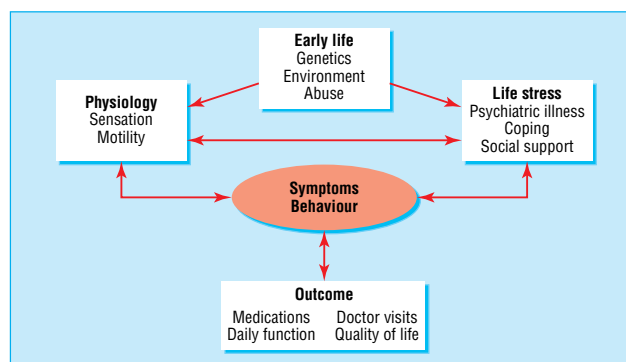 Early life
Genetics
Environment
Abuse
Physiology
Sensation
Motility
Life stress
Psychiatric illness
Coping
Social support
Symptoms
Behaviour
Outcome
Medications Doctor visits
Daily function Quality of life